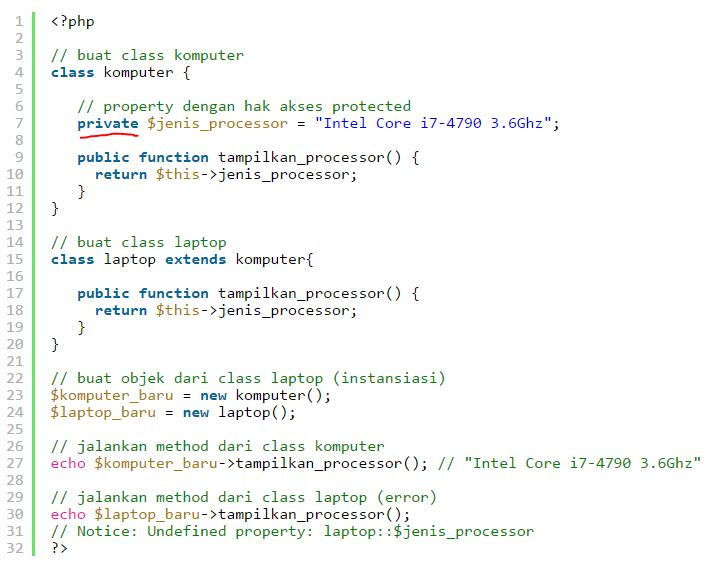 1 <?php
2
3 // buat class komputer
4 class komputer {
5
6 // property dengan hak akses protected
7 private $jenis_processor = "Intel Core i7-4790 3.6Ghz";
8
9 public function tampilkan_processor() {
10 return $this->jenis_processor;
11 }
12 }
13
14 // buat class laptop
15 class laptop extends komputer{
16
17 public function tampilkan_processor() {
18 return $this->jenis_processor;
19 }
20 }
21
22 // buat objek dari class laptop (instansiasi)
23 $komputer_baru = new komputer();
24 $laptop_baru = new laptop();
25
26 // jalankan method dari class komputer
27 echo $komputer_baru->tampilkan_processor(); // "Intel Core i7-4790 3.6Ghz"
28
29 // jalankan method dari class laptop (error)
30 echo $laptop_baru->tampilkan_processor();
31 // Notice: Undefined property: laptop::$jenis_processor
32 ?>